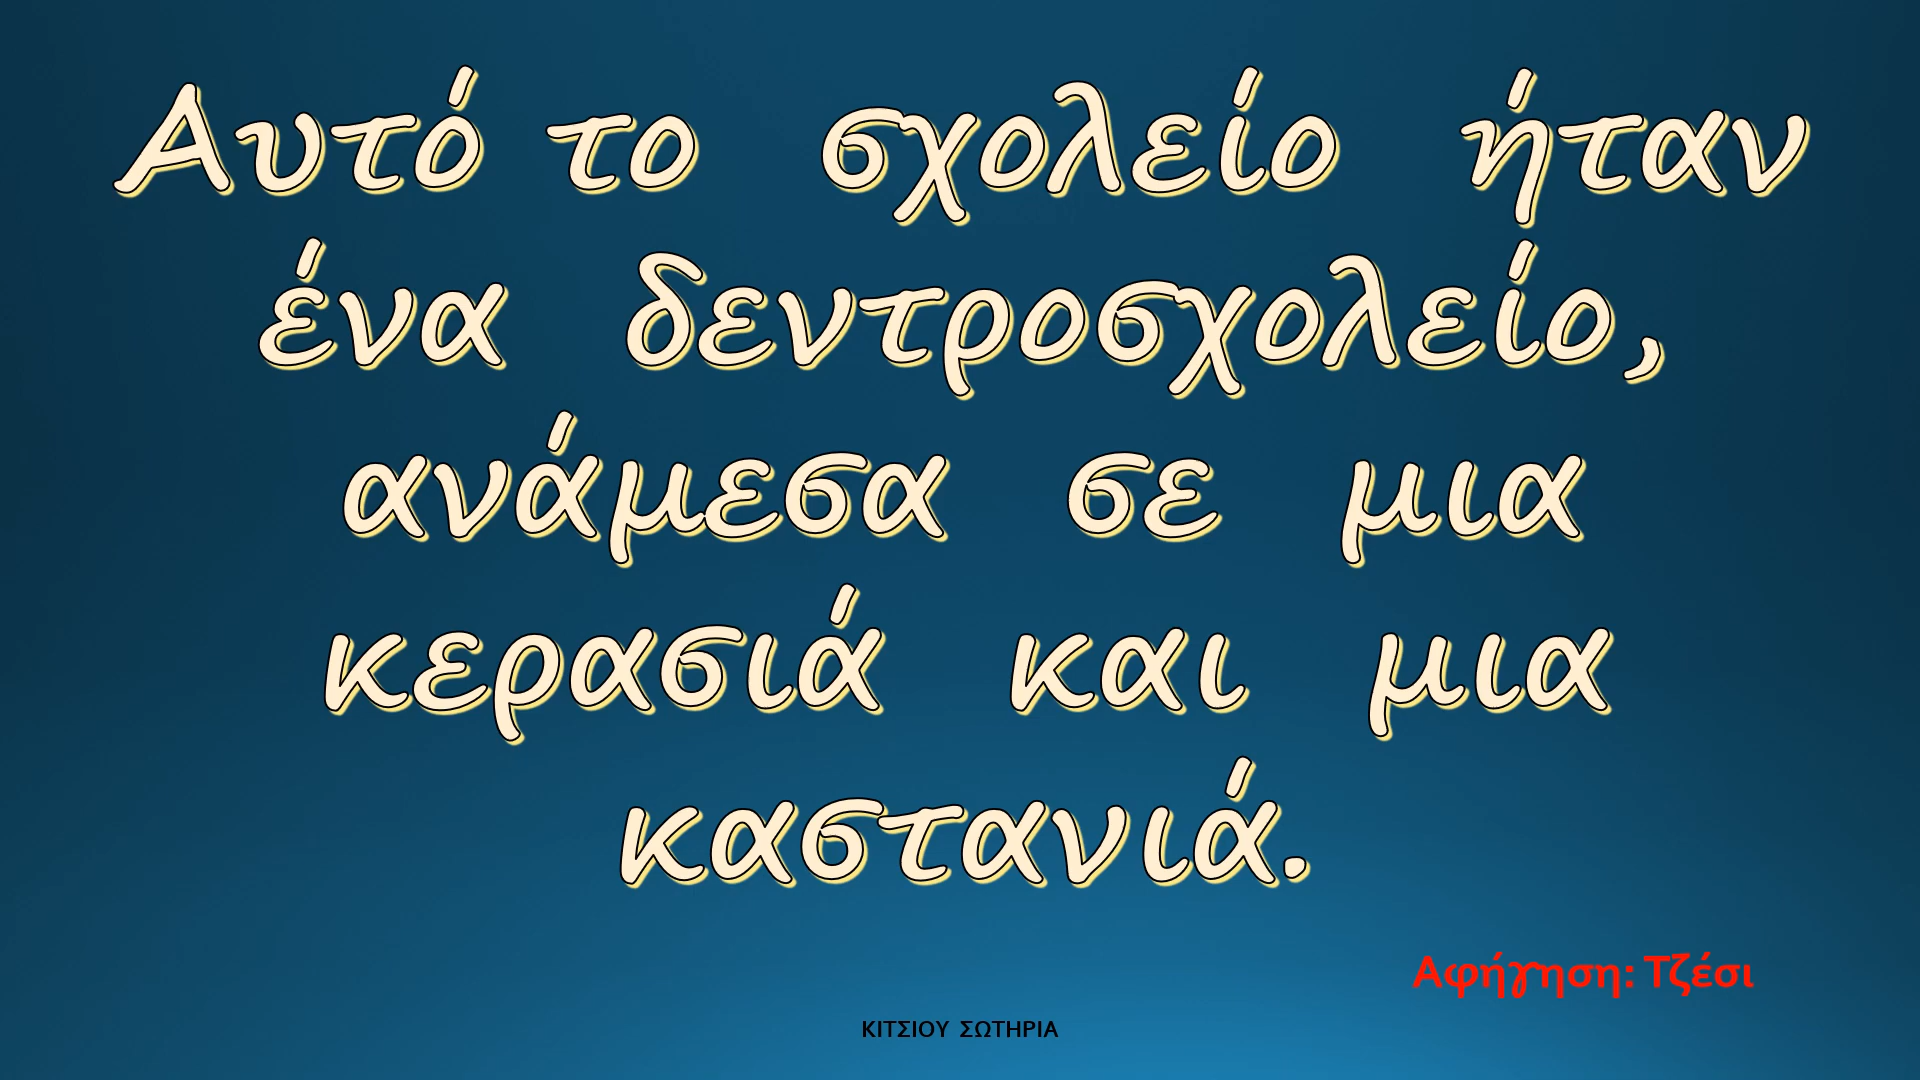 Αυτό το σχολείο ήταν
ένα δεντροσχολείο,
ανάμεσα σε μια
κερασιά και μια
καστανιά.
Αφήγηση: Τζέσι
ΚΙΤΣΙΟΥ ΣΩΤΗΡΙΑ